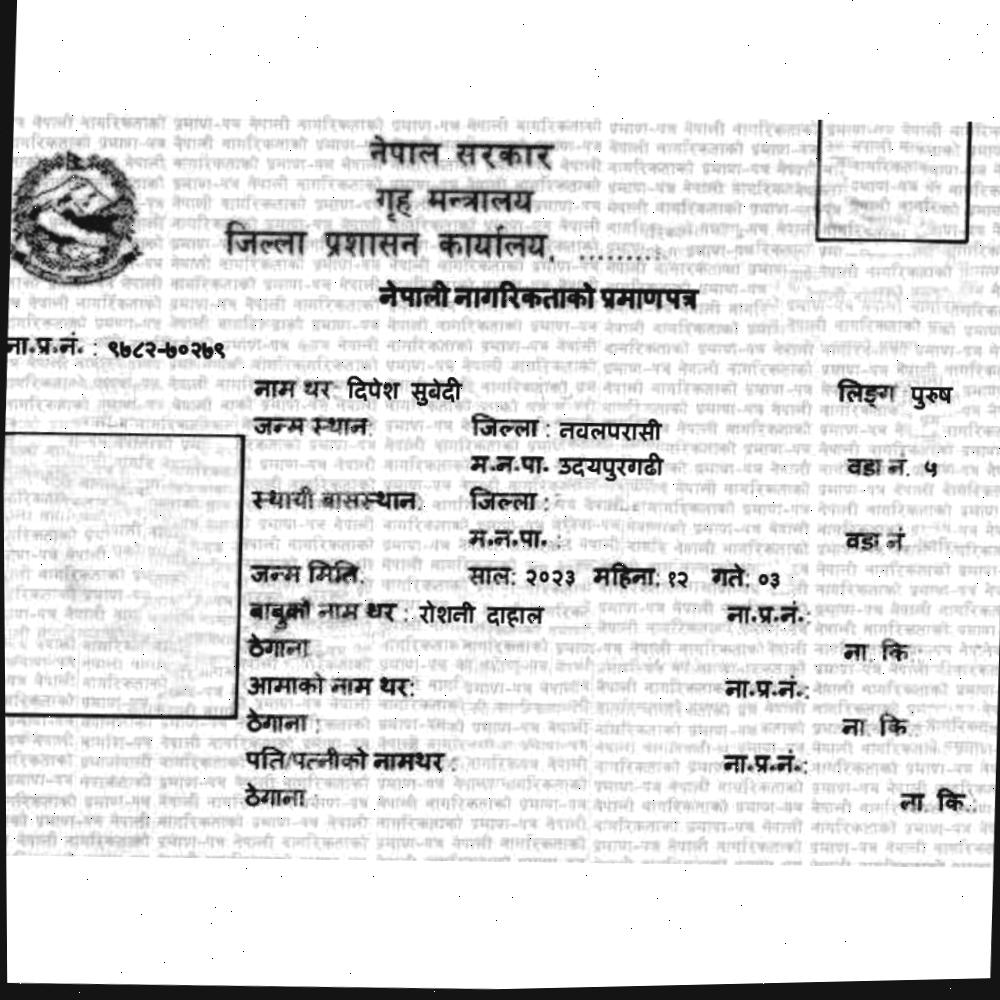 नेपाल सरकार
गृह मन्त्रालय
जिल्ला प्रशासन कार्यालय, .........
नेपाली नागरिकताको प्रमाणपत्र
ना.प्र.नं. : ९७८२-७०२७९
नाम थर दिपेश सुवेदी लिङ्ग पुरुष
जन्म स्थान: जिल्ला : नवलपरासी
म.न.पा. उदयपुरगढी वडा नं. ५
स्थायी बासस्थान: जिल्ला :
म.न.पा. : वडा नं
जन्म मिति: साल: २०२३ महिना: १२ गते: ०३
बाबुको नाम थर : रोशनी दाहाल ना.प्र.नं.:
ठेगाना ना. कि :
आमाको नाम थर: ना.प्र.नं.:
ठेगाना : ना. कि :
पति/पत्नीको नामथर : ना.प्र.नं.:
ठेगाना : ना. कि :